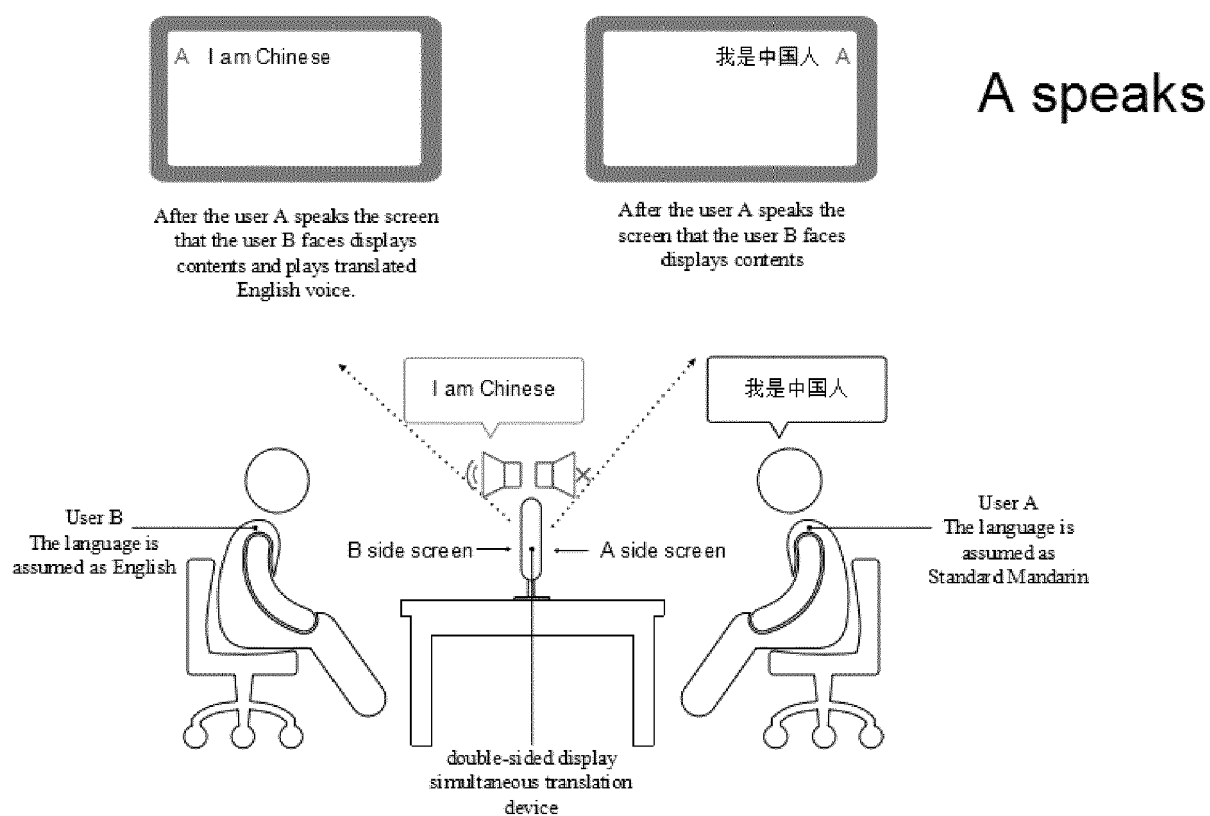 A I am Chinese
我是中国人 A
A speaks
After the user A speaks the screen
that the user B faces displays
contents and plays translated
English voice.
After the user A speaks the
screen that the user B faces
displays contents
I am Chinese
我是中国人
User B
The language is
assumed as English
B side screen
A side screen
User A
The language is
assumed as
Standard Mandarin
double-sided display
simultaneous translation
device